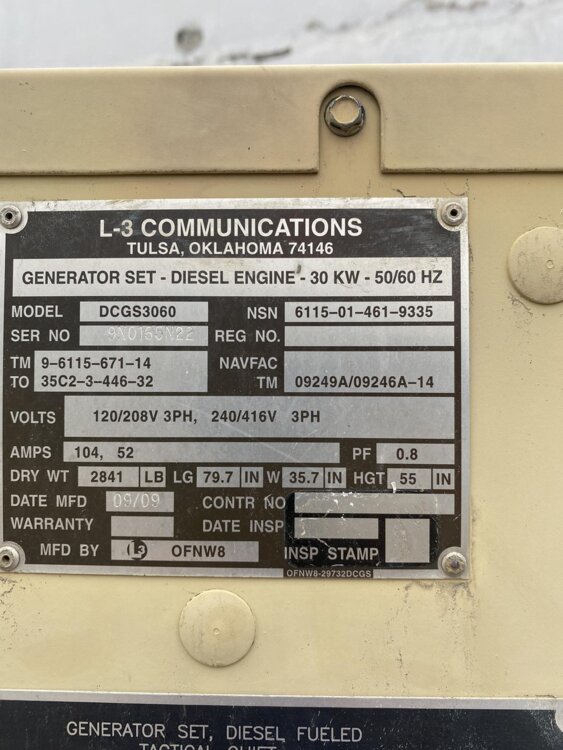 L-3 COMMUNICATIONS
TULSA, OKLAHOMA 74146
GENERATOR SET - DIESEL ENGINE - 30 KW - 50/60 HZ
MODEL DCGS3060 NSN 6115-01-461-9335
SER NO REG NO.
TM 9-6115-671-14 NAVFAC
TO 35C2-3-446-32 TM 09249A/09246A-14
VOLTS 120/208V 3PH, 240/416V 3PH
AMPS 104, 52 PF 0.8
DRY WT 2841 LB LG 79.7 IN W 35.7 IN HGT 55 IN
DATE MFD 09/09 CONTR NO
WARRANTY DATE INSP
MFD BY L3 OFNW8 INSP STAMP
OFNW8-29732DCGS
GENERATOR SET, DIESEL FUELED
TACTICAL QUIET